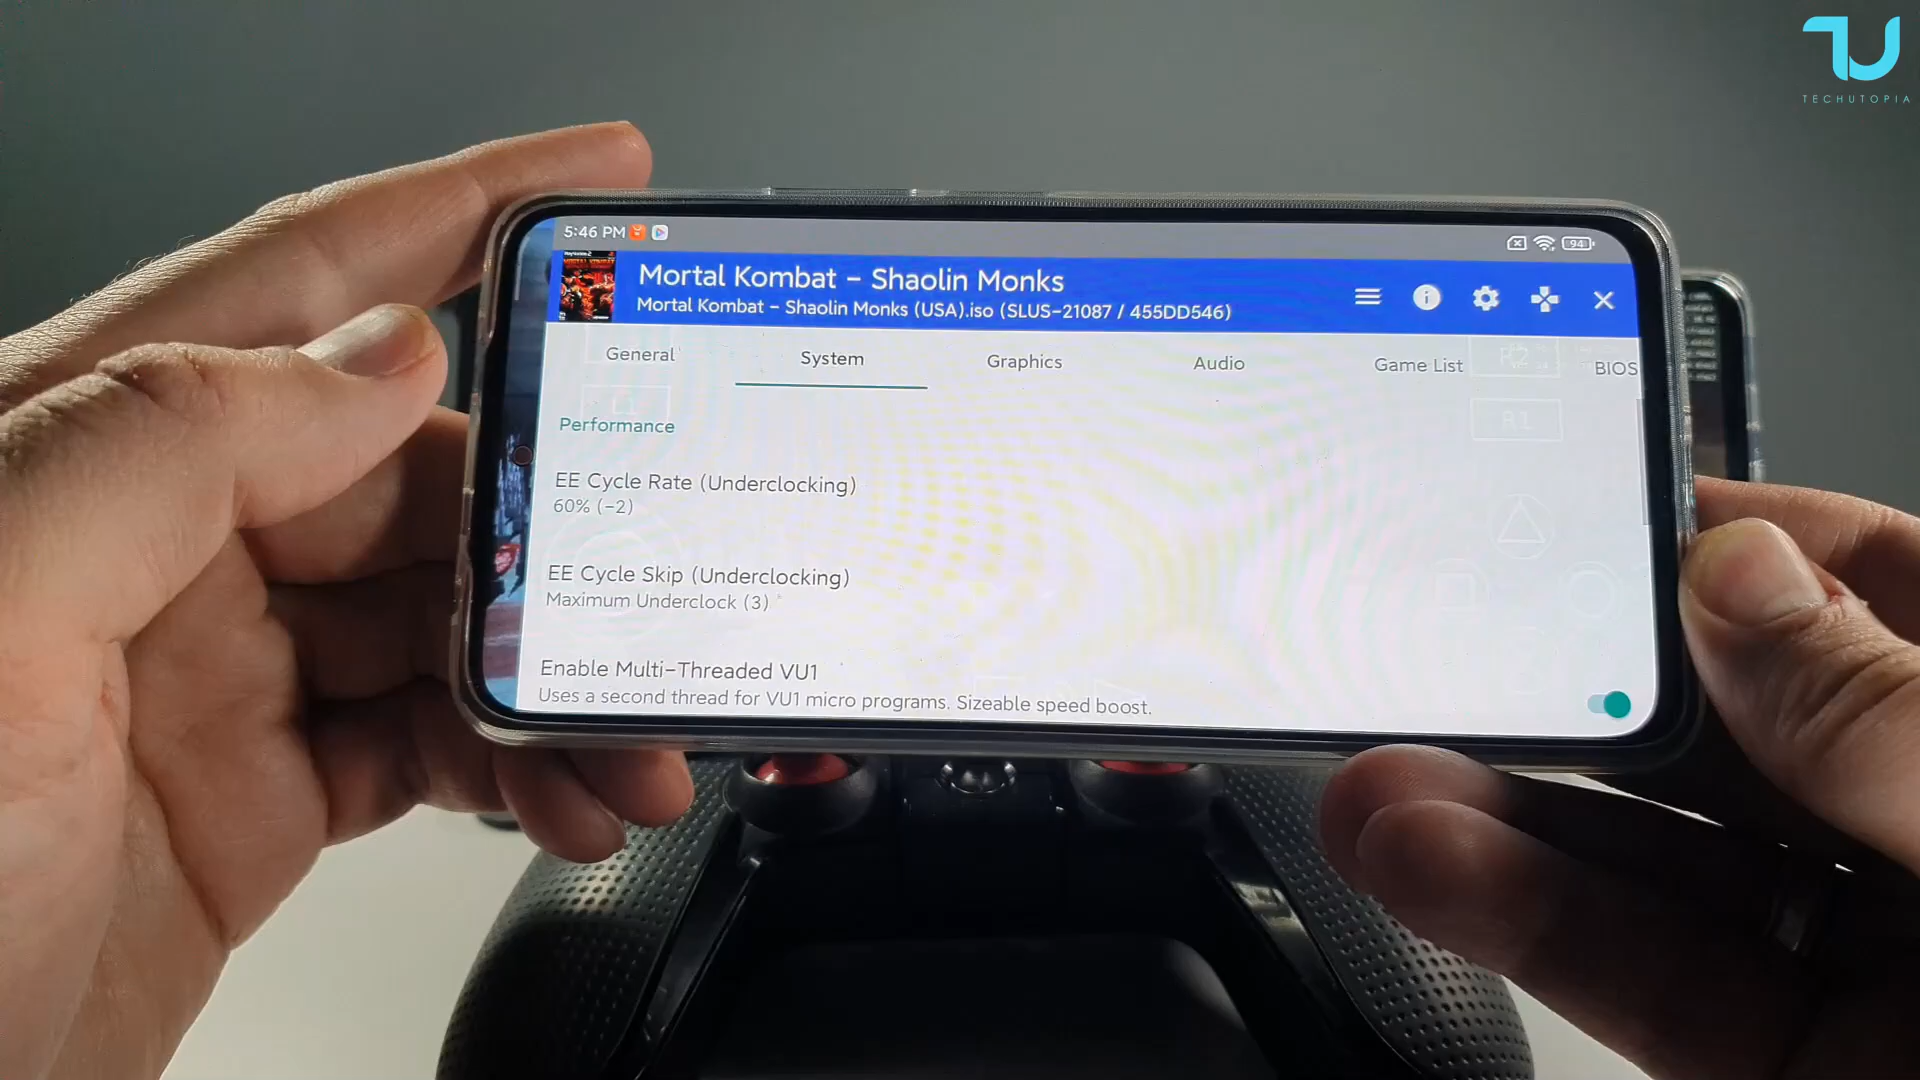 TECHUTOPIA
5:46 PM
94
Mortal Kombat - Shaolin Monks
Mortal Kombat - Shaolin Monks (USA).iso (SLUS-21087 / 455DD546)
General
System
Graphics
Audio
Game List
BIOS
R2
R1
Performance
EE Cycle Rate (Underclocking)
60% (-2)
EE Cycle Skip (Underclocking)
Maximum Underclock (3)
Enable Multi-Threaded VU1
Uses a second thread for VU1 micro programs. Sizeable speed boost.